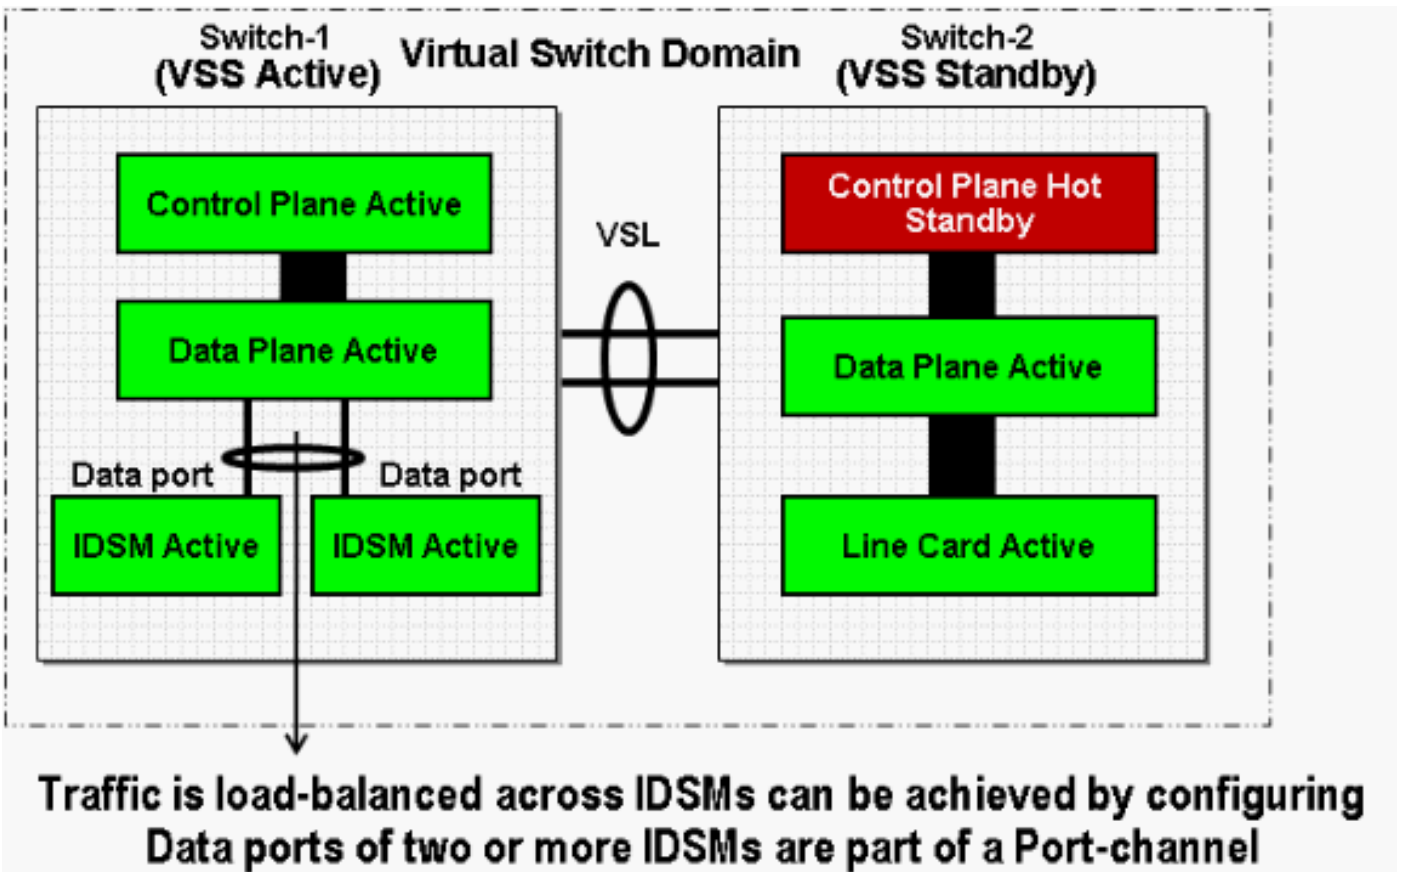 Switch-1
(VSS Active)
Virtual Switch Domain
Switch-2
(VSS Standby)
Control Plane Active
Data Plane Active
Data port
Data port
IDSM Active
IDSM Active
VSL
Control Plane Hot
Standby
Data Plane Active
Line Card Active
Traffic is load-balanced across IDSMs can be achieved by configuring
Data ports of two or more IDSMs are part of a Port-channel